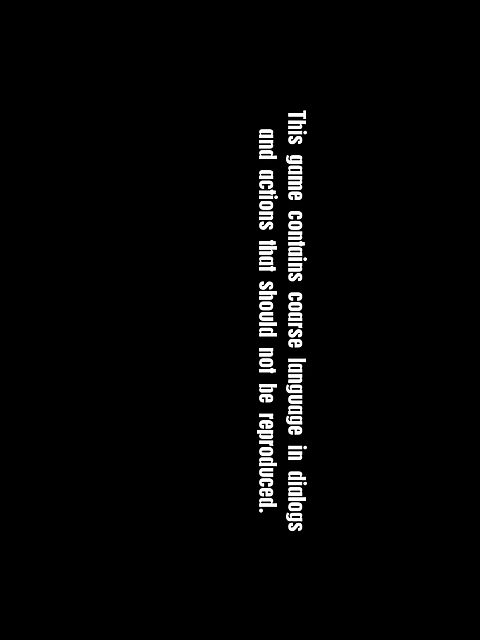 This game contains coarse language in dialogs
and actions that should not be reproduced.